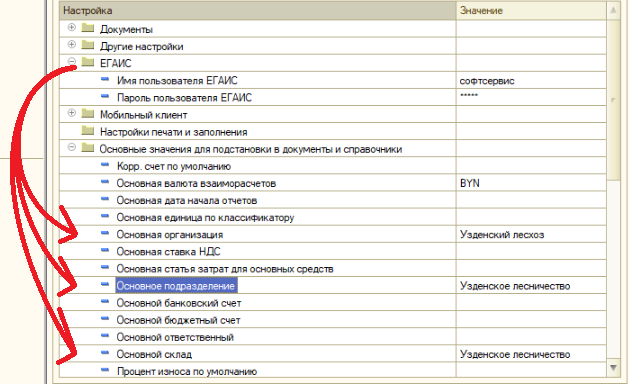 Настройка Значение
Документы
Другие настройки
ЕГАИС
Имя пользователя ЕГАИС софтсервис
Пароль пользователя ЕГАИС *****
Мобильный клиент
Настройки печати и заполнения
Основные значения для подстановки в документы и справочники
Корр. счет по умолчанию
Основная валюта взаиморасчетов BYN
Основная дата начала отчетов
Основная единица по классификатору
Основная организация Узденский лесхоз
Основная ставка НДС
Основная статья затрат для основных средств
Основное подразделение Узденское лесничество
Основной банковский счет
Основной бюджетный счет
Основной ответственный
Основной склад Узденское лесничество
Процент износа по умолчанию